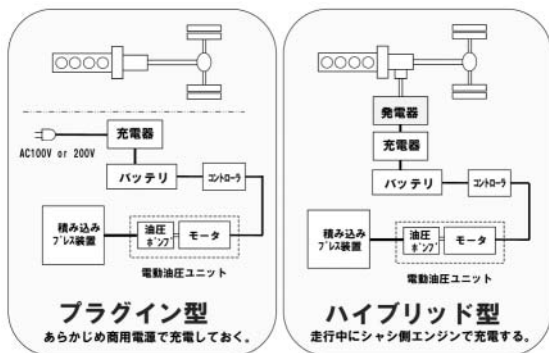 充電器
AC100V or 200V
バッテリ
コントローラ
積み込み
プレス装置
油圧
ポンプ
モータ
電動油圧ユニット
プラグイン型
あらかじめ商用電源で充電しておく。
発電器
充電器
バッテリ
コントローラ
積み込み
プレス装置
油圧
ポンプ
モータ
電動油圧ユニット
ハイブリッド型
走行中にシャシ側エンジンで充電する。